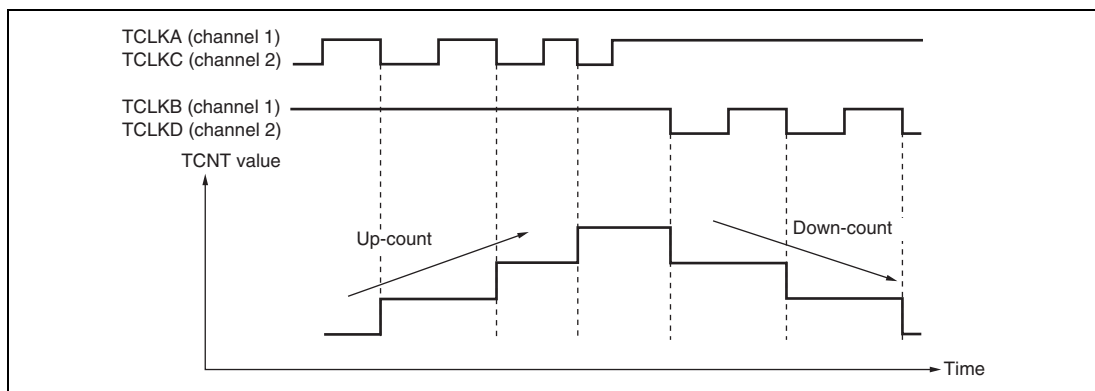 TCLKA (channel 1)
TCLKC (channel 2)
TCLKB (channel 1)
TCLKD (channel 2)
TCNT value
Up-count
Down-count
Time